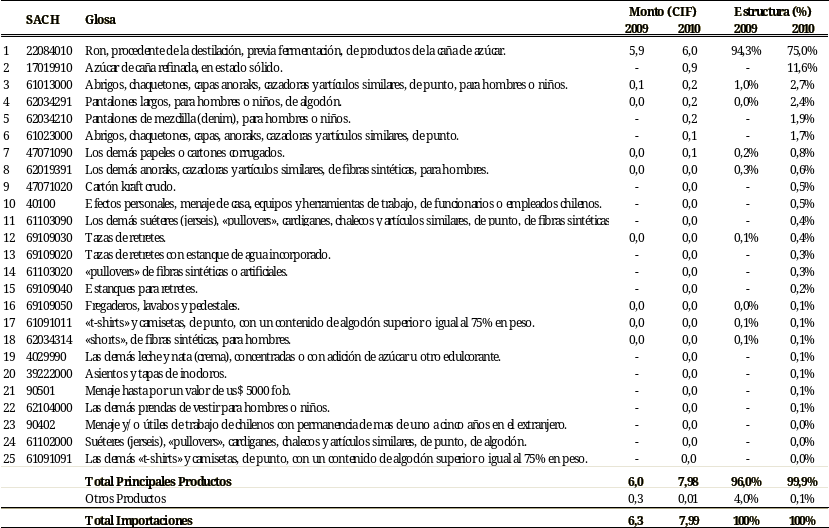 SACH Glosa Monto (CIF) Estructura (%)
2009 2010 2009 2010
1 22084010 Ron, procedente de la destilación, previa fermentación, de productos de la caña de azúcar. 5,9 6,0 94,3% 75,0%
2 17019910 Azúcar de caña refinada, en estado sólido. - 0,9 - 11,6%
3 61013000 Abrigos, chaquetones, capas anoraks, cazadoras y artículos similares, de punto, para hombres o niños. 0,1 0,2 1,0% 2,7%
4 62034291 Pantalones largos, para hombres o niños, de algodón. 0,0 0,2 0,0% 2,4%
5 62034210 Pantalones de mezclilla (denim), para hombres o niños. - 0,2 - 1,9%
6 61023000 Abrigos, chaquetones, capas, anoraks, cazadoras y artículos similares, de punto. - 0,1 - 1,7%
7 47071090 Los demás papeles o cartones corrugados. 0,0 0,1 0,2% 0,8%
8 62019391 Los demás anoraks, cazadoras y artículos similares, de fibras sintéticas, para hombres. 0,0 0,0 0,3% 0,6%
9 47071020 Cartón kraft crudo. - 0,0 - 0,5%
10 40100 Efectos personales, menaje de casa, equipos y herramientas de trabajo, de funcionarios o empleados chilenos. - 0,0 - 0,5%
11 61103090 Los demás suéteres (jerseis), «pullovers», cardiganes, chalecos y artículos similares, de punto, de fibras sintéticas - 0,0 - 0,4%
12 69109030 Tazas de retretes. 0,0 0,0 0,1% 0,4%
13 69109020 Tazas de retretes con estanque de agua incorporado. - 0,0 - 0,3%
14 61103020 «pullovers» de fibras sintéticas o artificiales. - 0,0 - 0,3%
15 69109040 Estanques para retretes. - 0,0 - 0,2%
16 69109050 Fregaderos, lavabos y pedestales. 0,0 0,0 0,0% 0,1%
17 61091011 «t-shirts» y camisetas, de punto, con un contenido de algodón superior o igual al 75% en peso. 0,0 0,0 0,1% 0,1%
18 62034314 «shorts», de fibras sintéticas, para hombres. 0,0 0,0 0,1% 0,1%
19 4029990 Las demás leche y nata (crema), concentradas o con adición de azúcar u otro edulcorante. - 0,0 - 0,1%
20 39222000 Asientos y tapas de inodoros. - 0,0 - 0,1%
21 90501 Menaje hasta por un valor de us$ 5000 fob. - 0,0 - 0,1%
22 62104000 Las demás prendas de vestir para hombres o niños. - 0,0 - 0,1%
23 90402 Menaje y/o útiles de trabajo de chilenos con permanencia de mas de uno a cinco años en el extranjero. - 0,0 - 0,0%
24 61102000 Suéteres (jerseis), «pullovers», cardiganes, chalecos y artículos similares, de punto, de algodón. - 0,0 - 0,0%
25 61091091 Las demás «t-shirts» y camisetas, de punto, con un contenido de algodón superior o igual al 75% en peso. - 0,0 - 0,0%
Total Principales Productos 6,0 7,98 96,0% 99,9%
Otros Productos 0,3 0,01 4,0% 0,1%
Total Importaciones 6,3 7,99 100% 100%